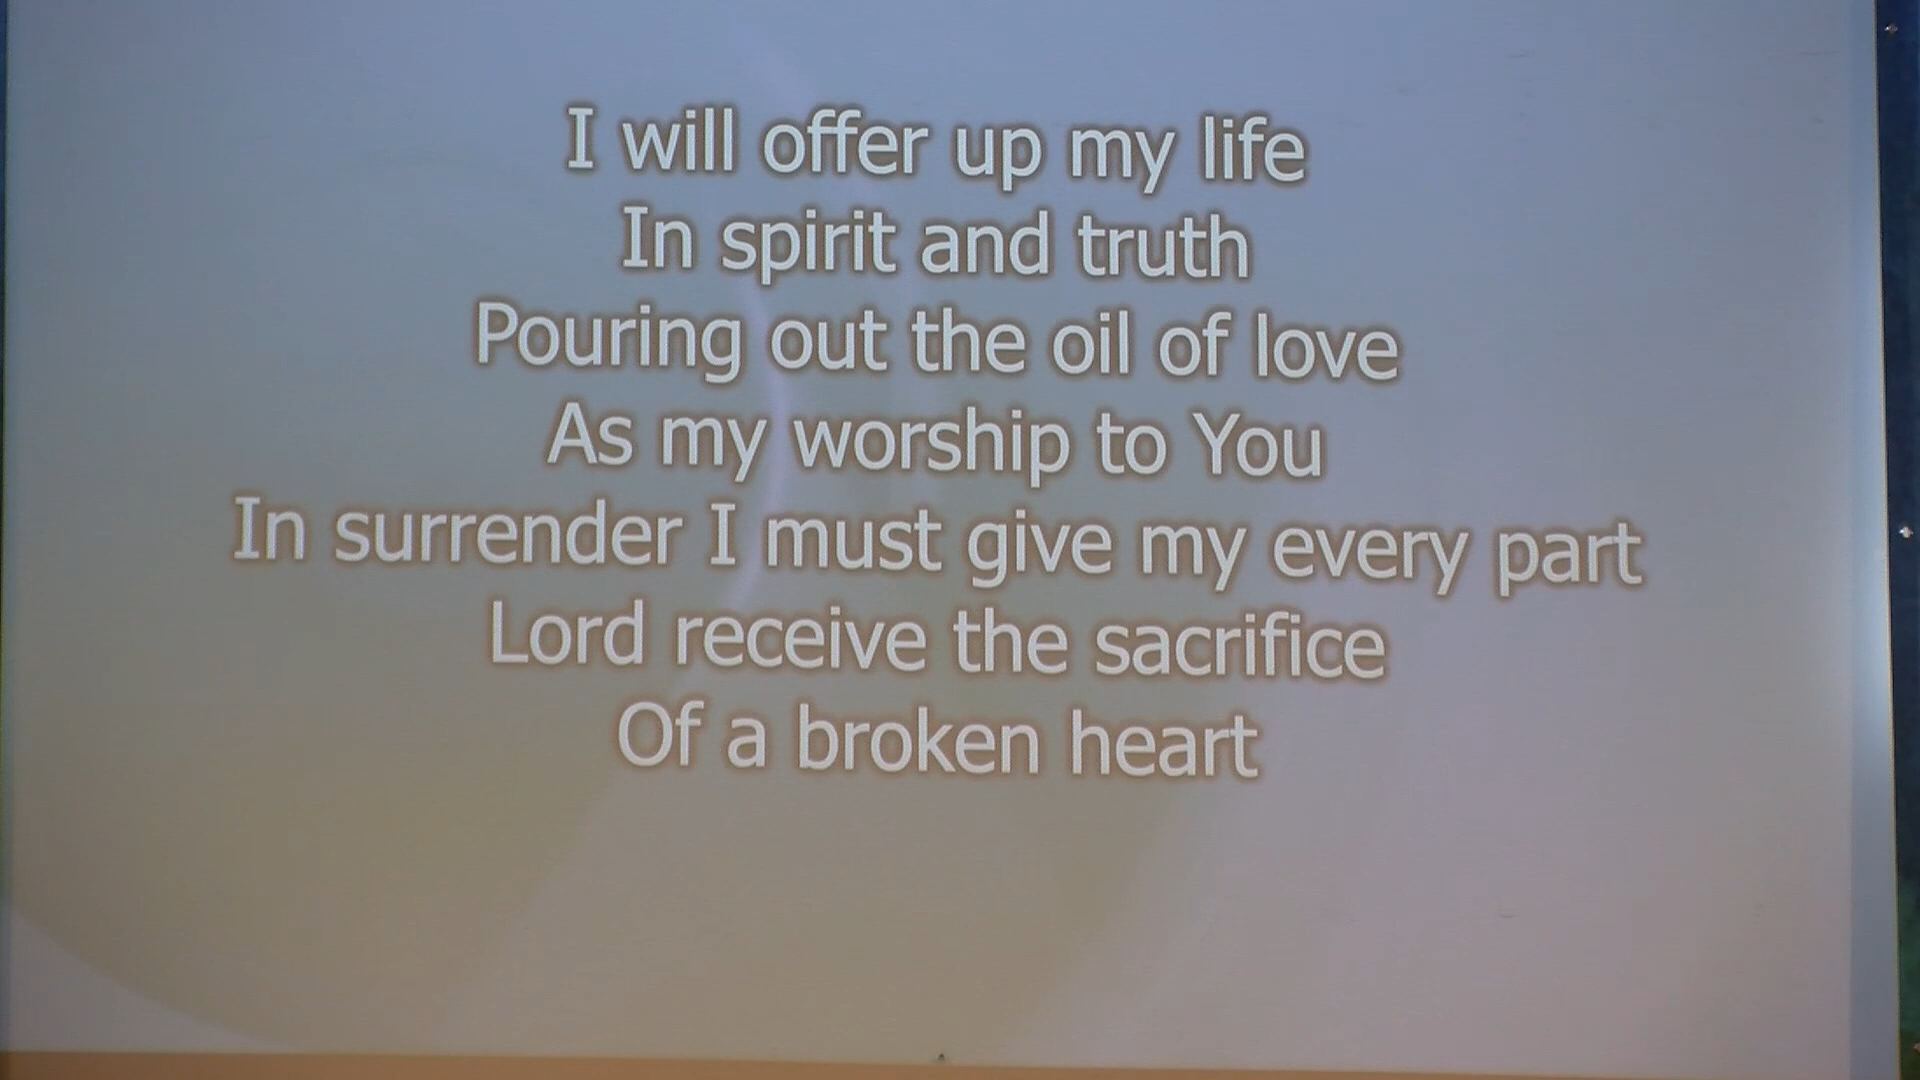 I will offer up my life
In spirit and truth
Pouring out the oil of love
As my worship to You
In surrender I must give my every part
Lord receive the sacrifice
Of a broken heart